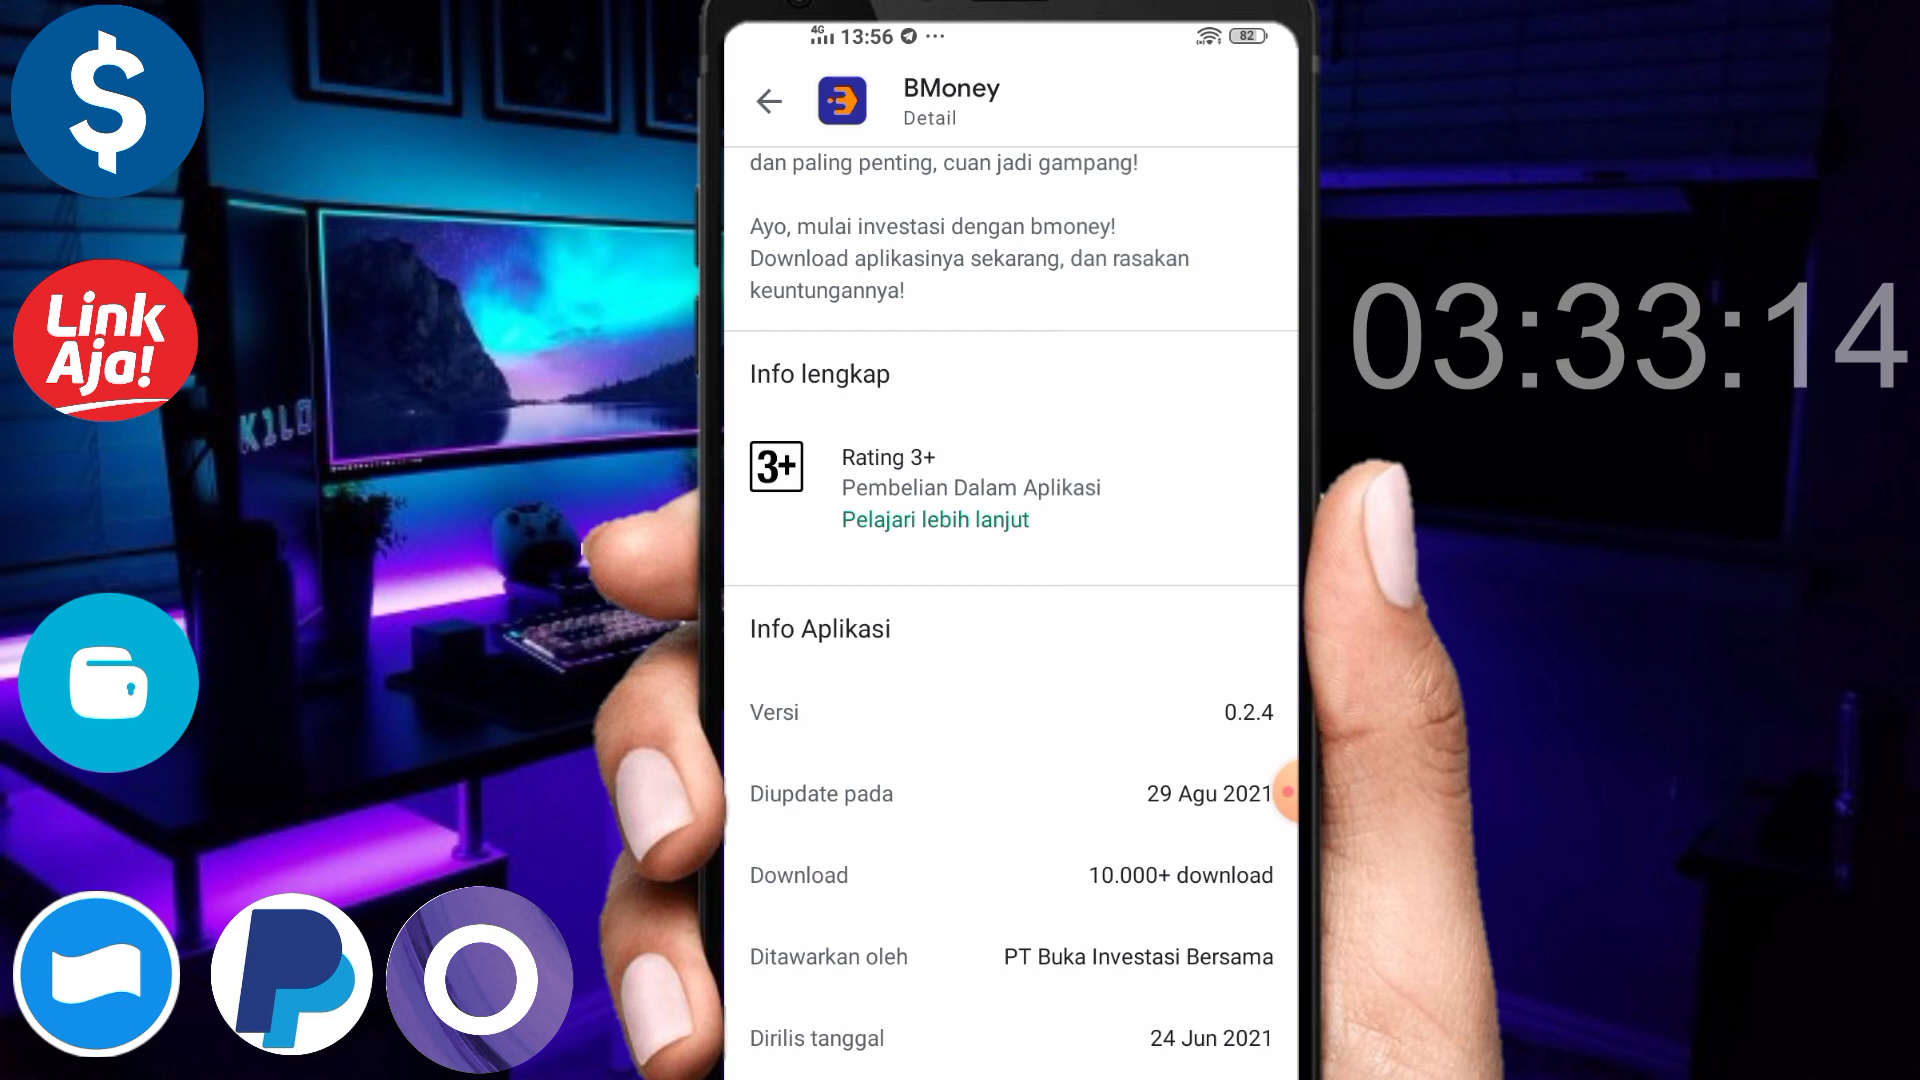 $
Link
Aja!
K1LO
4G
13:56
82
BMoney
Detail
dan paling penting, cuan jadi gampang!
Ayo, mulai investasi dengan bmoney!
Download aplikasinya sekarang, dan rasakan
keuntungannya!
Info lengkap
3+
Rating 3+
Pembelian Dalam Aplikasi
Pelajari lebih lanjut
Info Aplikasi
Versi 0.2.4
Diupdate pada 29 Agu 2021
Download 10.000+ download
Ditawarkan oleh PT Buka Investasi Bersama
Dirilis tanggal 24 Jun 2021
03:33:14